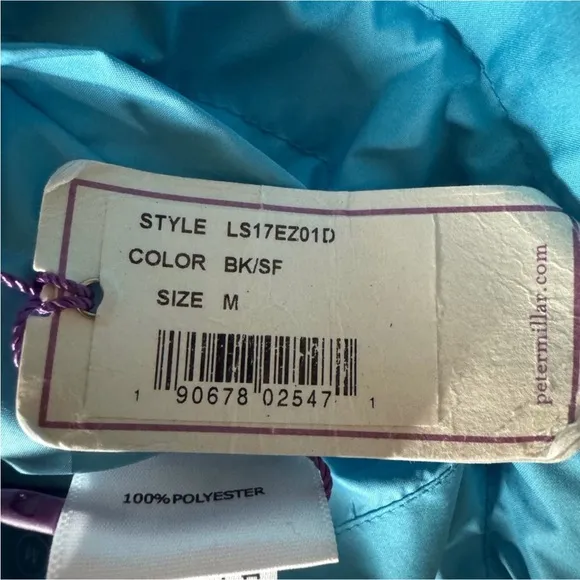 STYLE LS17EZ01D
COLOR BK/SF
SIZE M
1 90678 02547 1
petermillar.com
100%POLYESTER